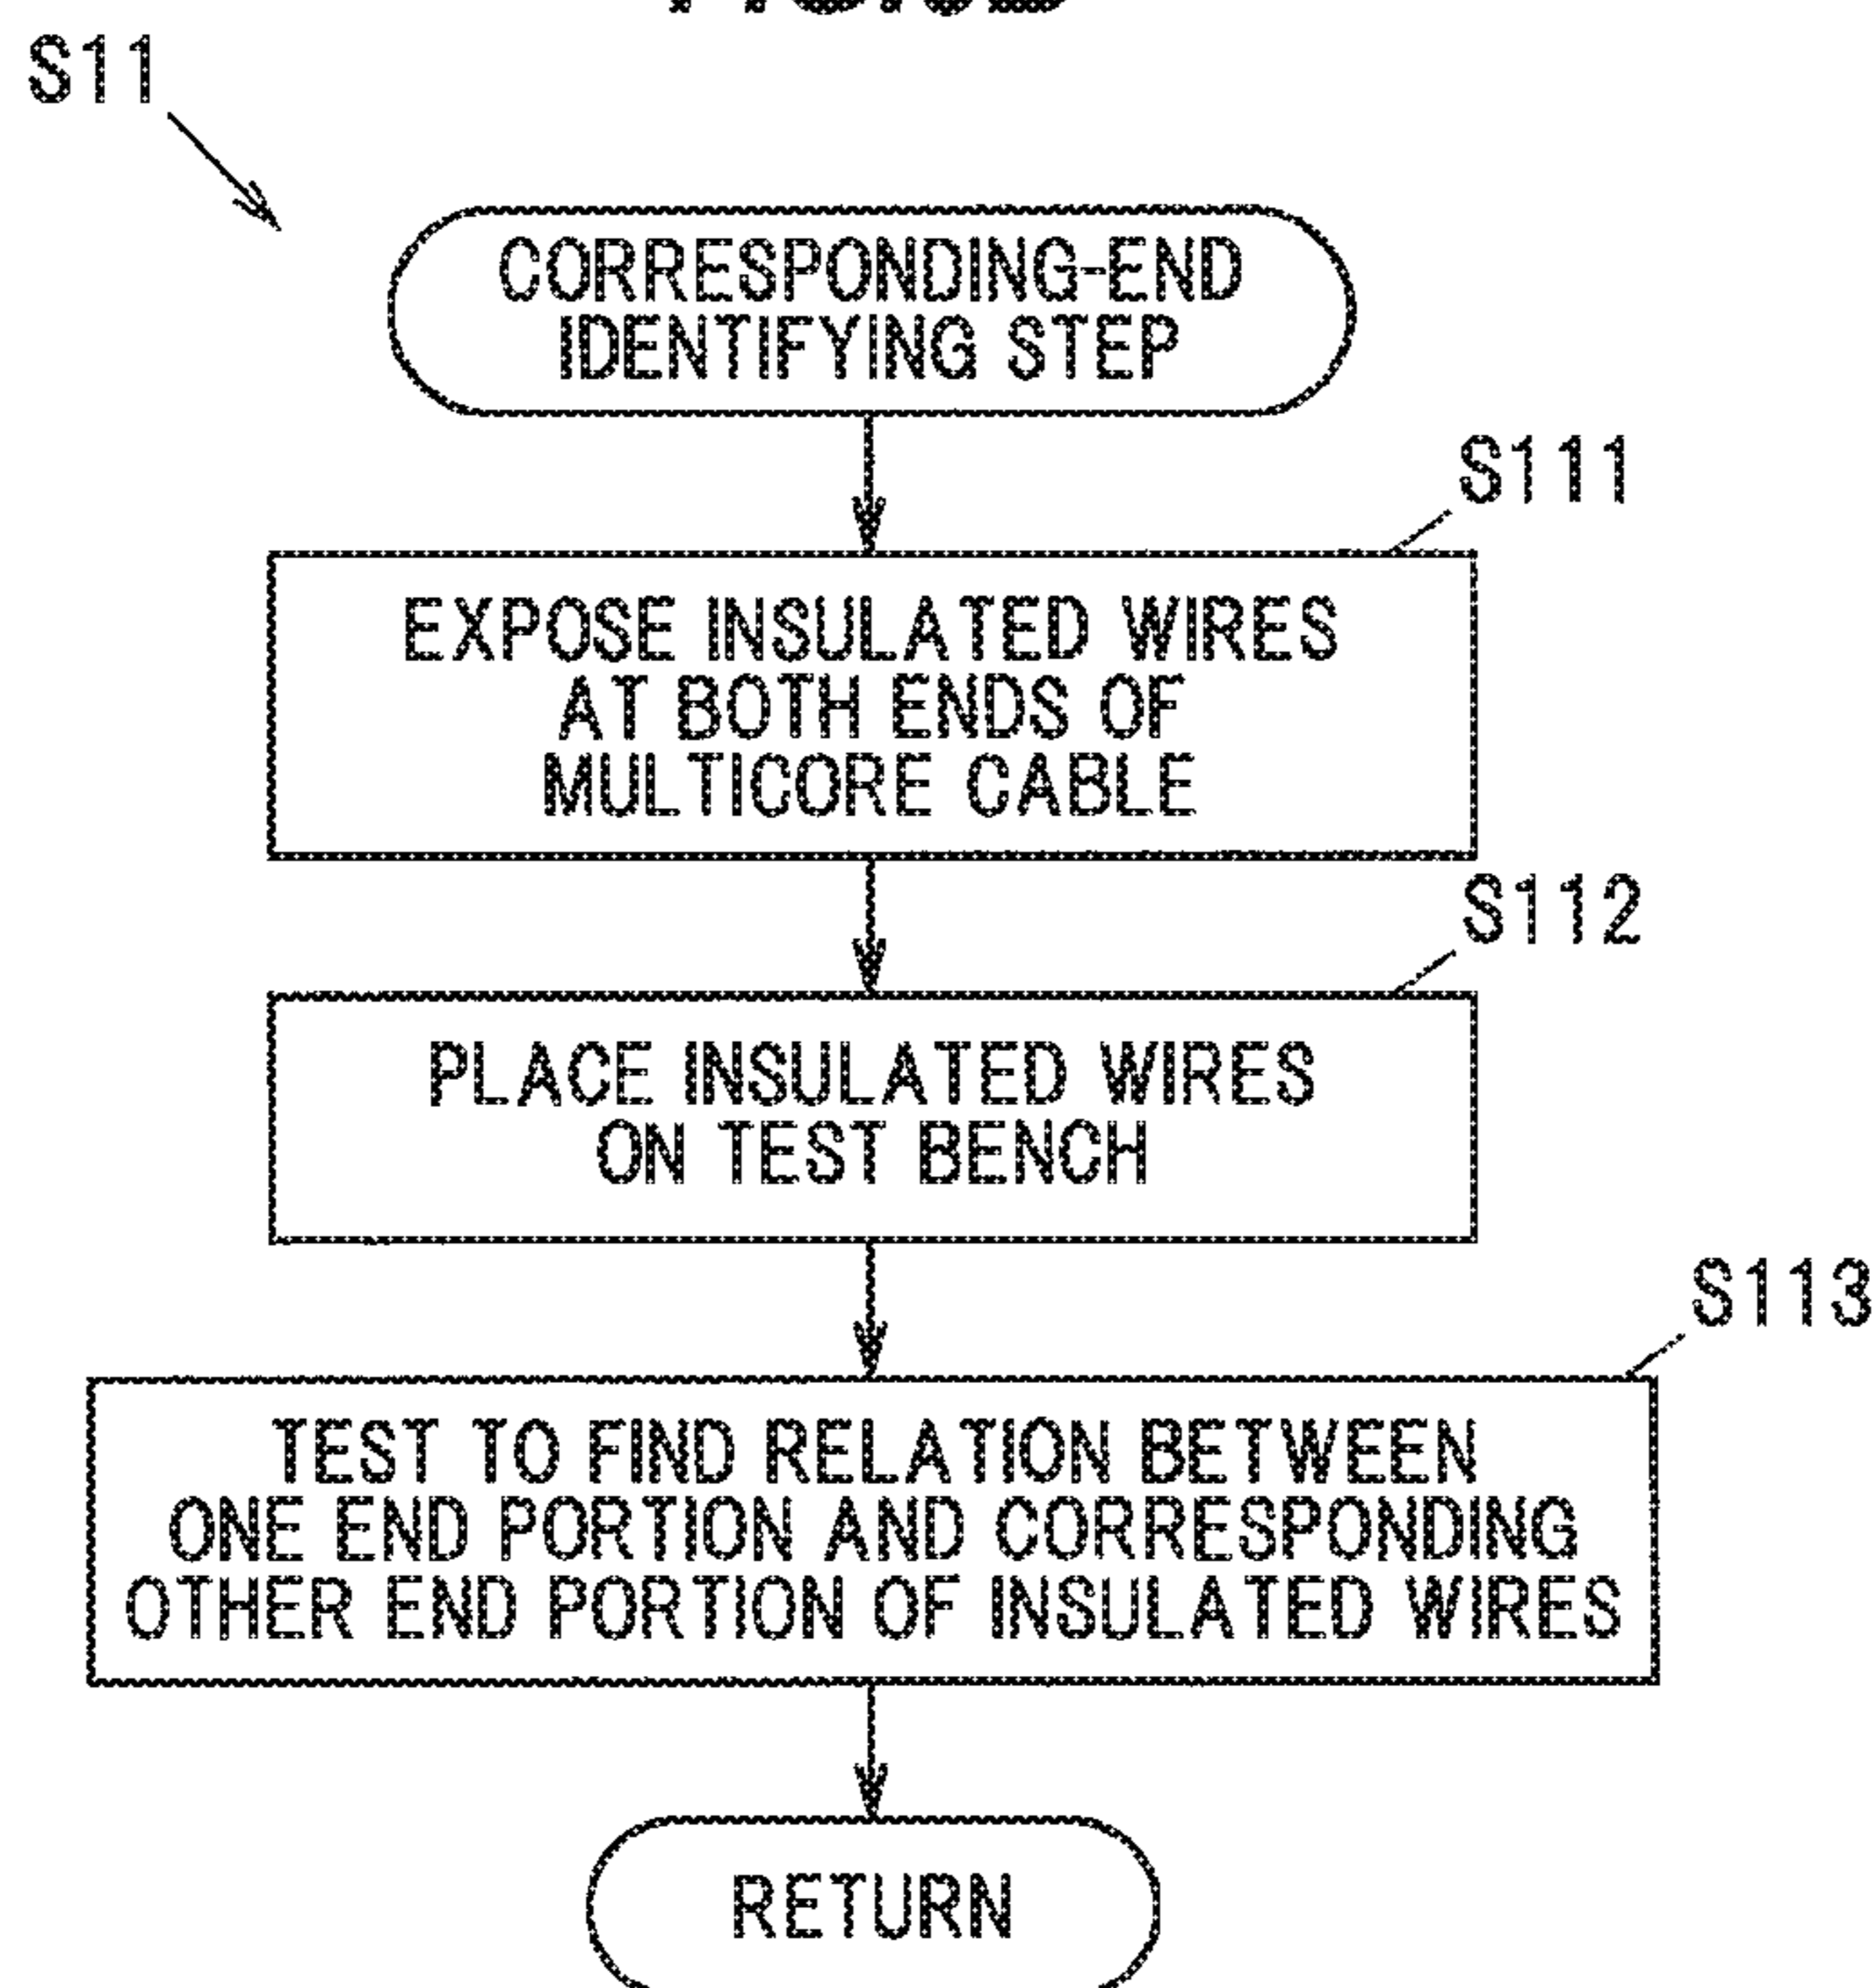 S11
CORRESPONDING-END
IDENTIFYING STEP
S111
EXPOSE INSULATED WIRES
AT BOTH ENDS OF
MULTICORE CABLE
S112
PLACE INSULATED WIRES
ON TEST BENCH
S113
TEST TO FIND RELATION BETWEEN
ONE END PORTION AND CORRESPONDING
OTHER END PORTION OF INSULATED WIRES
RETURN